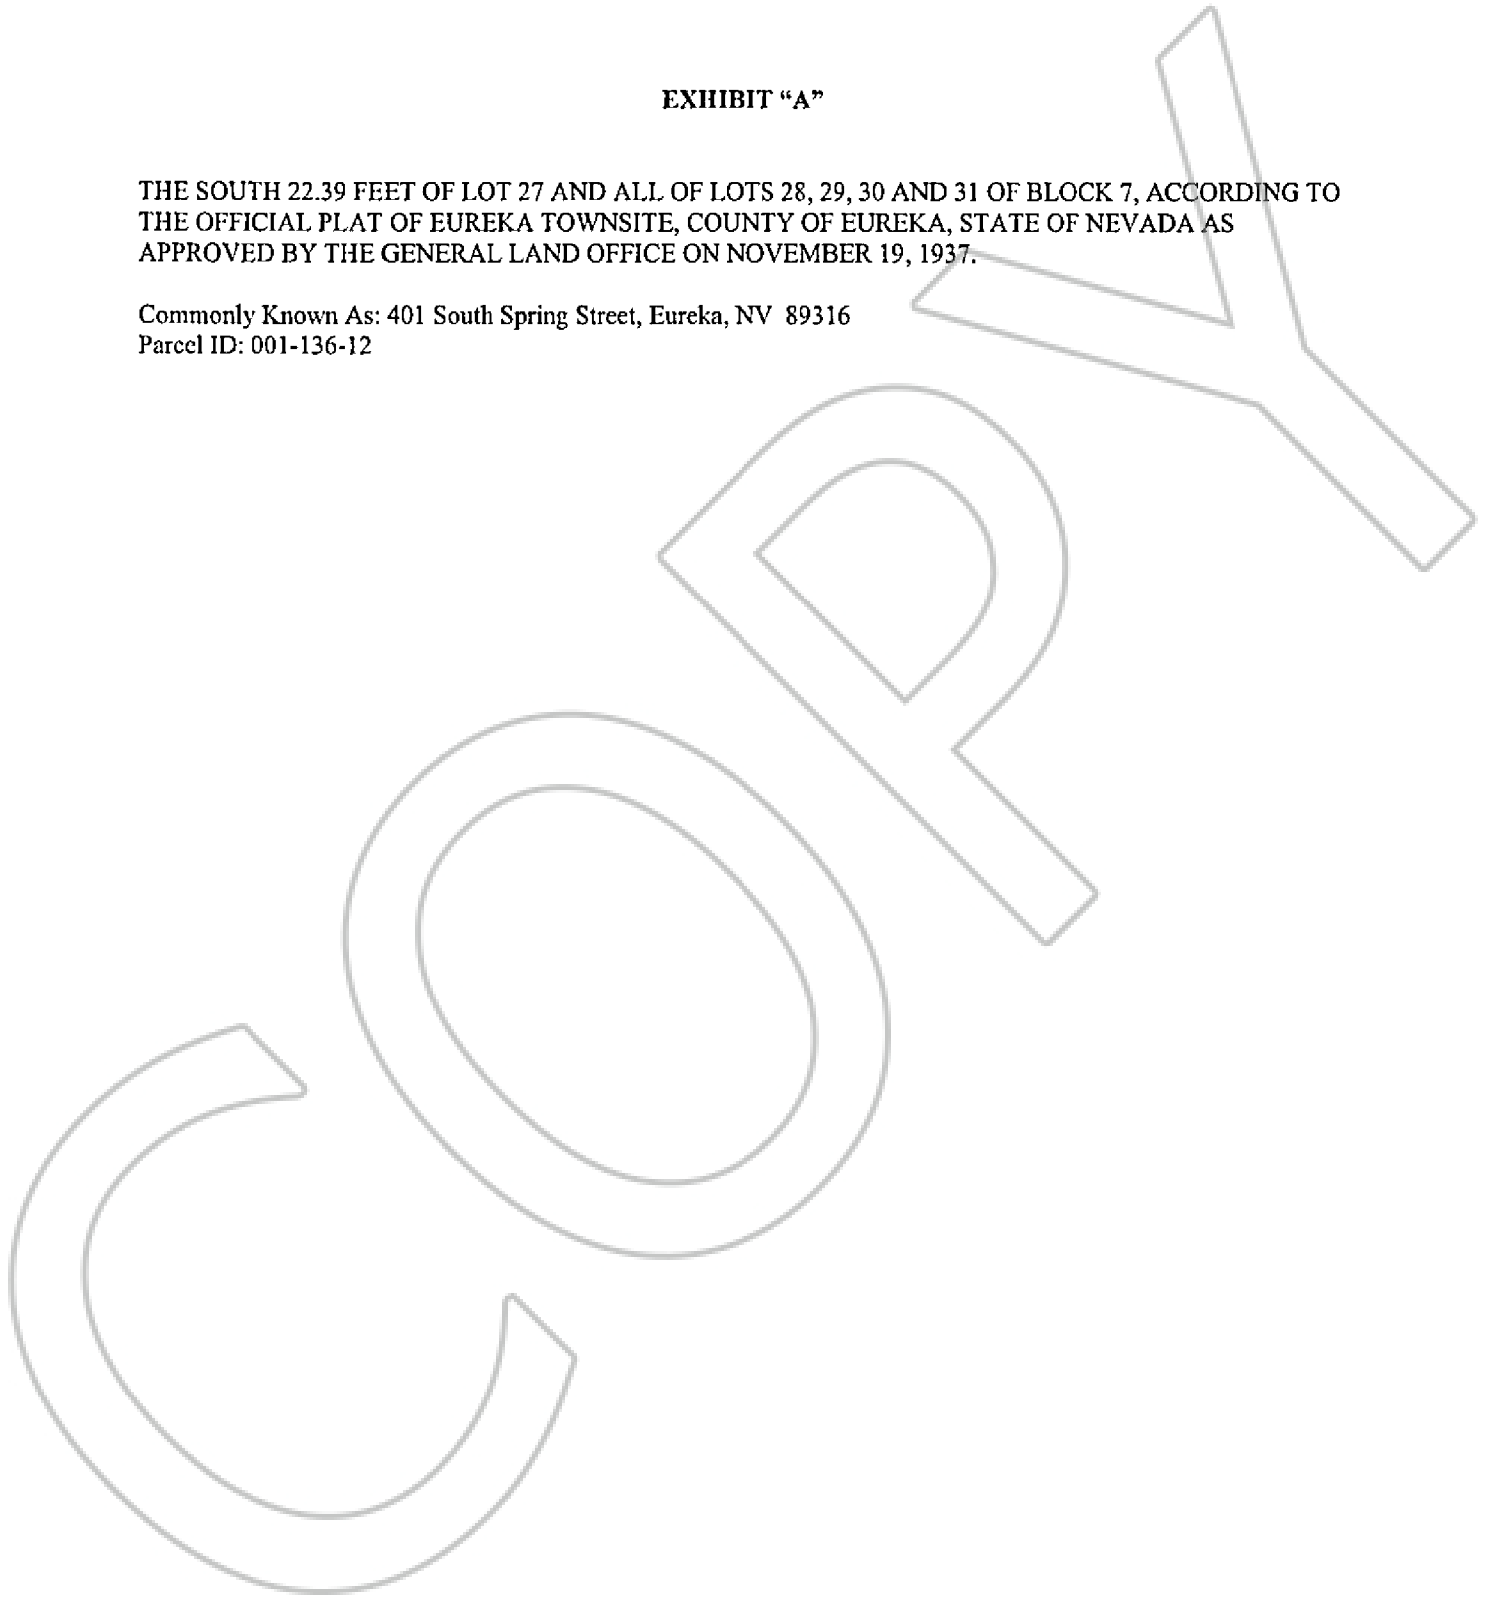 EXHIBIT “A”
THE SOUTH 22.39 FEET OF LOT 27 AND ALL OF LOTS 28, 29, 30 AND 31 OF BLOCK 7, ACCORDING TO
THE OFFICIAL PLAT OF EUREKA TOWNSITE, COUNTY OF EUREKA, STATE OF NEVADA AS
APPROVED BY THE GENERAL LAND OFFICE ON NOVEMBER 19, 1937.
Commonly Known As: 401 South Spring Street, Eureka, NV  89316
Parcel ID: 001-136-12
COPY